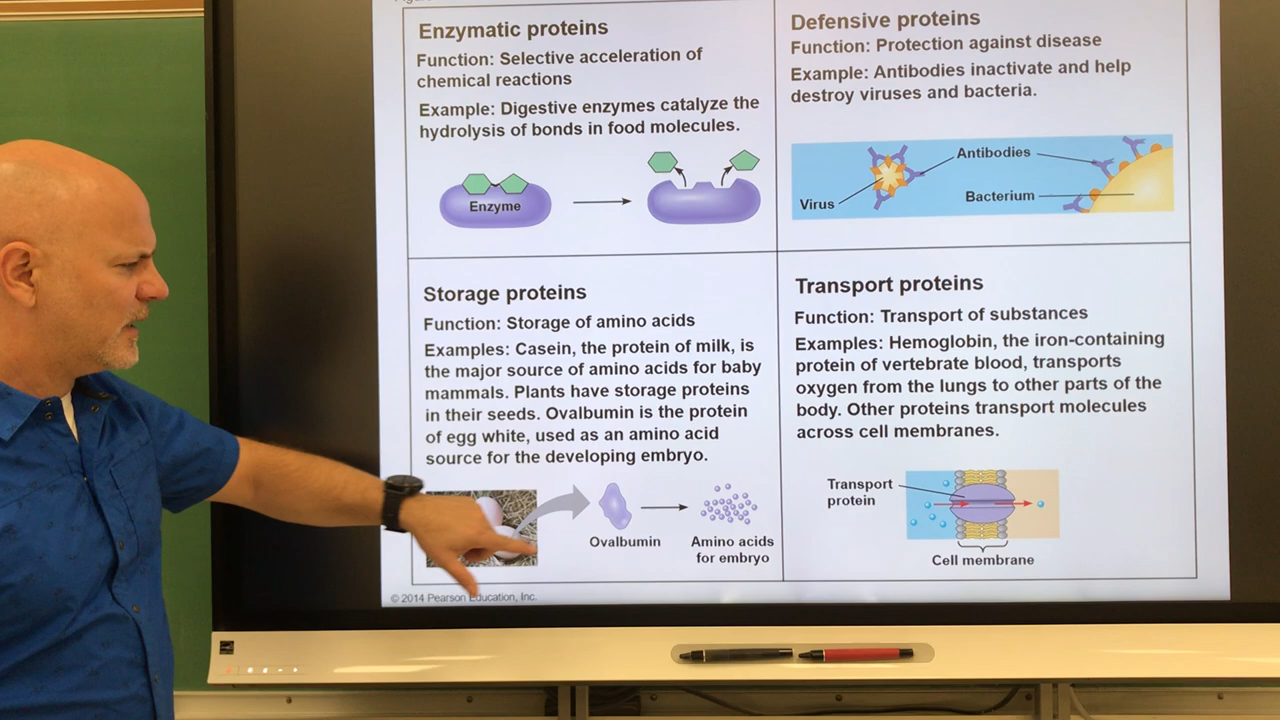 Enzymatic proteins
Function: Selective acceleration of
chemical reactions
Example: Digestive enzymes catalyze the
hydrolysis of bonds in food molecules.
Enzyme
Defensive proteins
Function: Protection against disease
Example: Antibodies inactivate and help
destroy viruses and bacteria.
Antibodies
Virus
Bacterium
Storage proteins
Function: Storage of amino acids
Examples: Casein, the protein of milk, is
the major source of amino acids for baby
mammals. Plants have storage proteins
in their seeds. Ovalbumin is the protein
of egg white, used as an amino acid
source for the developing embryo.
Ovalbumin
Amino acids
for embryo
Transport proteins
Function: Transport of substances
Examples: Hemoglobin, the iron-containing
protein of vertebrate blood, transports
oxygen from the lungs to other parts of the
body. Other proteins transport molecules
across cell membranes.
Transport
protein
Cell membrane
© 2014 Pearson Education, Inc.